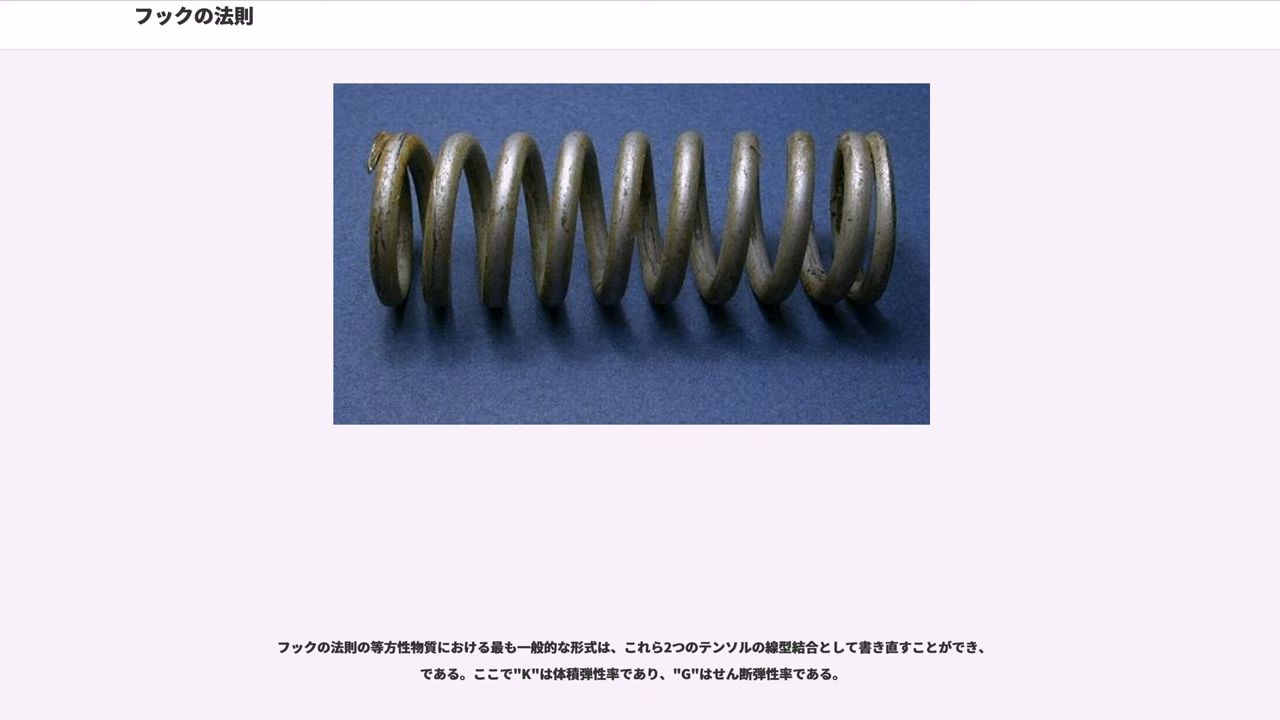 フックの法則
フックの法則の等方性物質における最も一般的な形式は、これら2つのテンソルの線型結合として書き直すことができ、
である。ここで"K"は体積弾性率であり、"G"はせん断弾性率である。